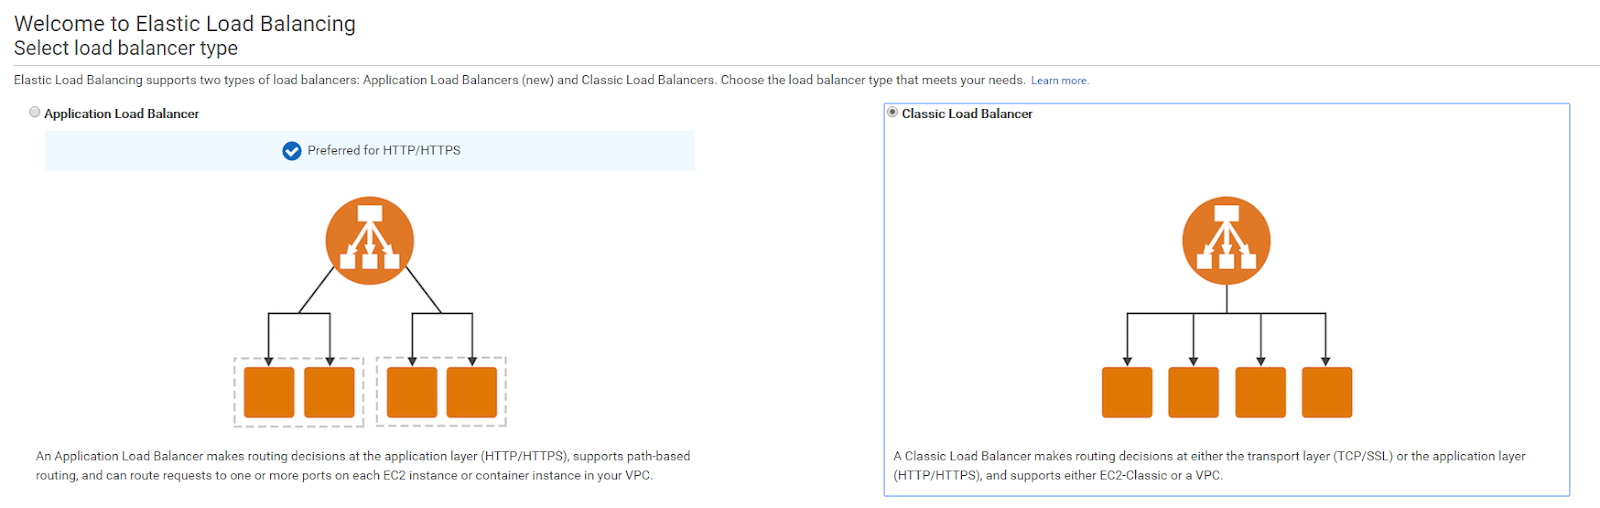 Welcome to Elastic Load Balancing
Select load balancer type
Elastic Load Balancing supports two types of load balancers: Application Load Balancers (new) and Classic Load Balancers. Choose the load balancer type that meets your needs. Learn more.
Application Load Balancer
Preferred for HTTP/HTTPS
An Application Load Balancer makes routing decisions at the application layer (HTTP/HTTPS), supports path-based
routing, and can route requests to one or more ports on each EC2 instance or container instance in your VPC.
Classic Load Balancer
A Classic Load Balancer makes routing decisions at either the transport layer (TCP/SSL) or the application layer
(HTTP/HTTPS), and supports either EC2-Classic or a VPC.